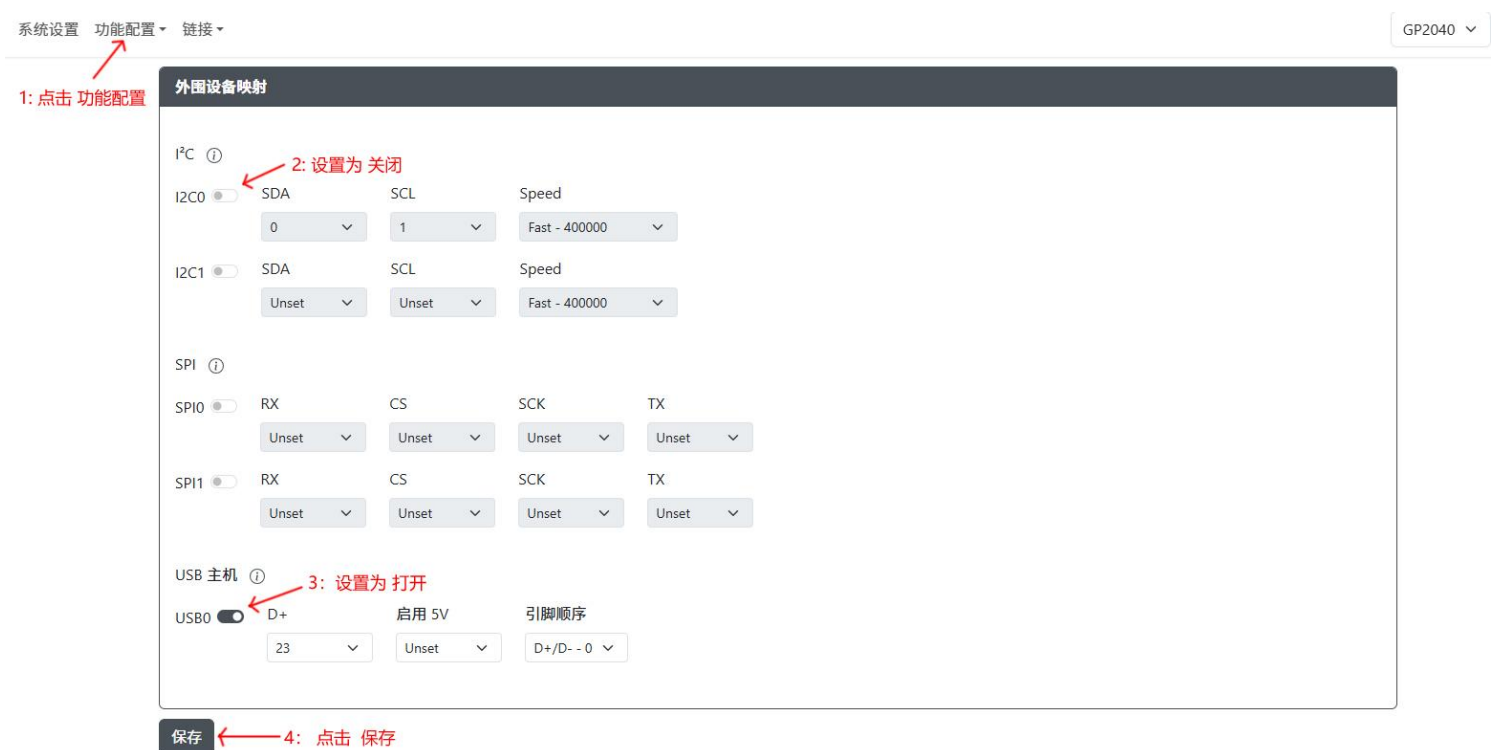 系统设置 功能配置 链接 GP2040
1: 点击 功能配置
外围设备映射
I²C
2: 设置为 关闭
I2C0 SDA SCL Speed
0 1 Fast - 400000
I2C1 SDA SCL Speed
Unset Unset Fast - 400000
SPI
SPI0 RX CS SCK TX
Unset Unset Unset Unset
SPI1 RX CS SCK TX
Unset Unset Unset Unset
USB 主机
3：设置为 打开
USB0 D+ 启用 5V 引脚顺序
23 Unset D+/D- - 0
保存
4： 点击 保存